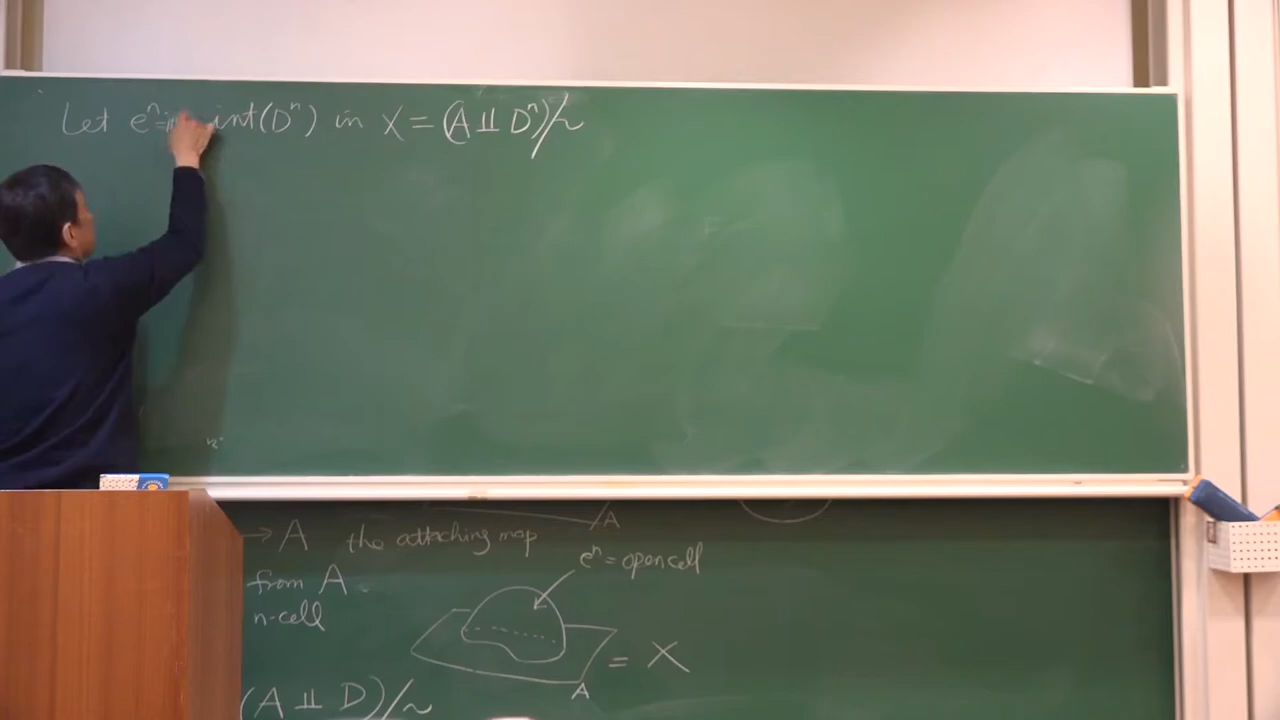 Let eⁿ = int(Dⁿ) in X = (A ⨿ Dⁿ)/~
A
→ A the attaching map
eⁿ = open cell
from A
n-cell
= X
A
(A ⨿ D)/~